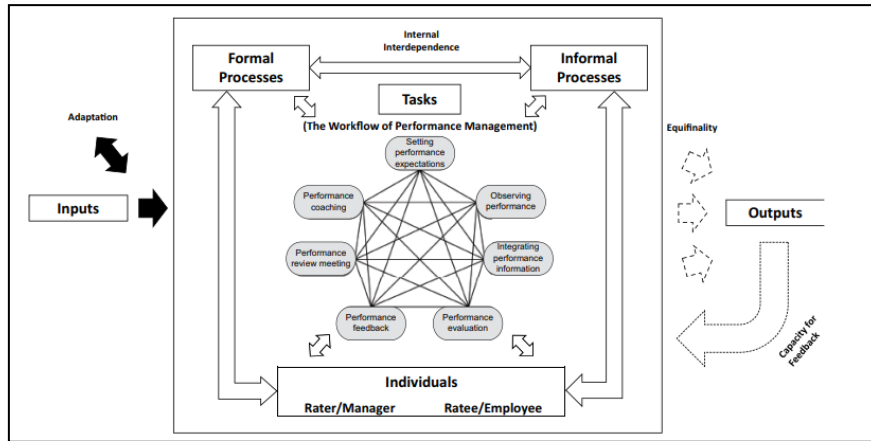 Internal
Interdependence
Formal
Processes
Informal
Processes
Tasks
(The Workflow of Performance Management)
Adaptation
Equifinality
Setting
performance
expectations
Performance
coaching
Observing
performance
Inputs
Outputs
Performance
review meeting
Integrating
performance
information
Performance
feedback
Performance
evaluation
Capacity for
Feedback
Individuals
Rater/Manager Ratee/Employee